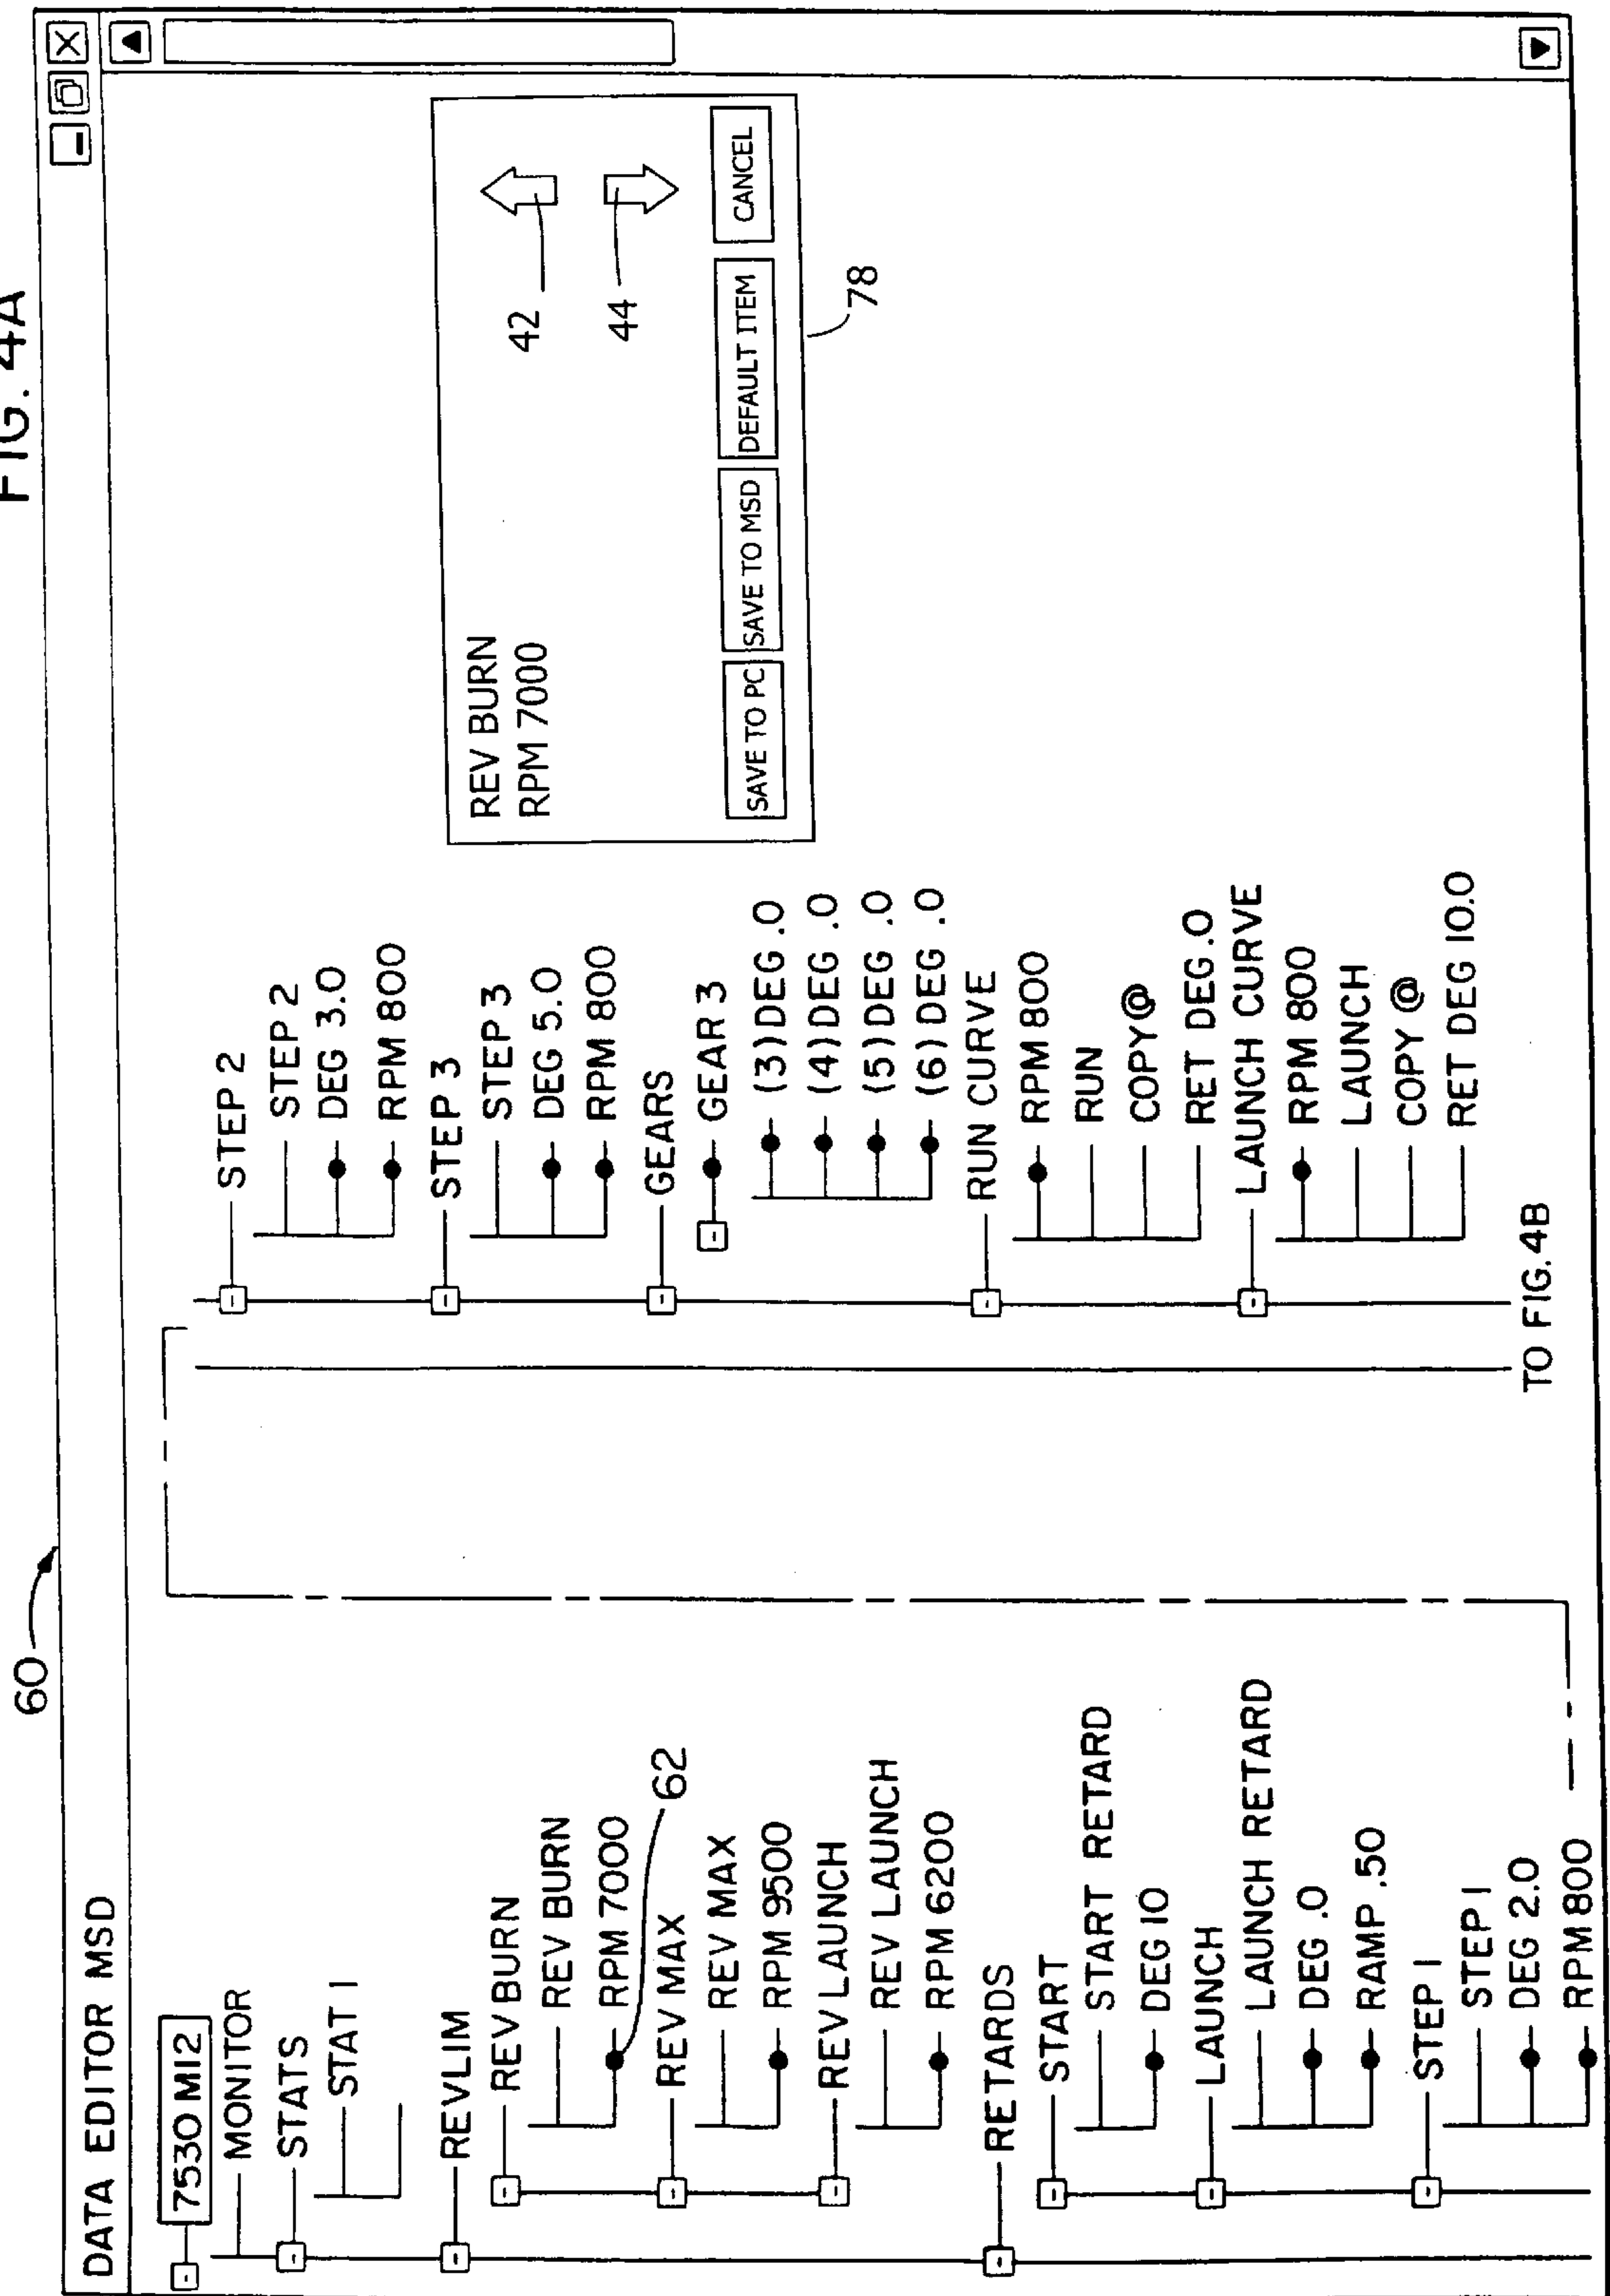 FIG. 4A
60
DATA EDITOR MSD
7530 MI2
MONITOR
STATS
STAT 1
REVLIM
REV BURN
REV BURN
RPM 7000
62
REV MAX
REV MAX
RPM 9500
REV LAUNCH
REV LAUNCH
RPM 6200
RETARDS
START
START RETARD
DEG 10
LAUNCH
LAUNCH RETARD
DEG .0
RAMP .50
STEP 1
STEP 1
DEG 2.0
RPM 800
STEP 2
STEP 2
DEG 3.0
RPM 800
STEP 3
STEP 3
DEG 5.0
RPM 800
GEARS
GEAR 3
(3) DEG .0
(4) DEG .0
(5) DEG .0
(6) DEG .0
RUN CURVE
RPM 800
RUN
COPY @
RET DEG .0
LAUNCH CURVE
RPM 800
LAUNCH
COPY @
RET DEG 10.0
TO FIG. 4B
REV BURN
RPM 7000
42
44
SAVE TO PC
SAVE TO MSD
DEFAULT ITEM
CANCEL
78